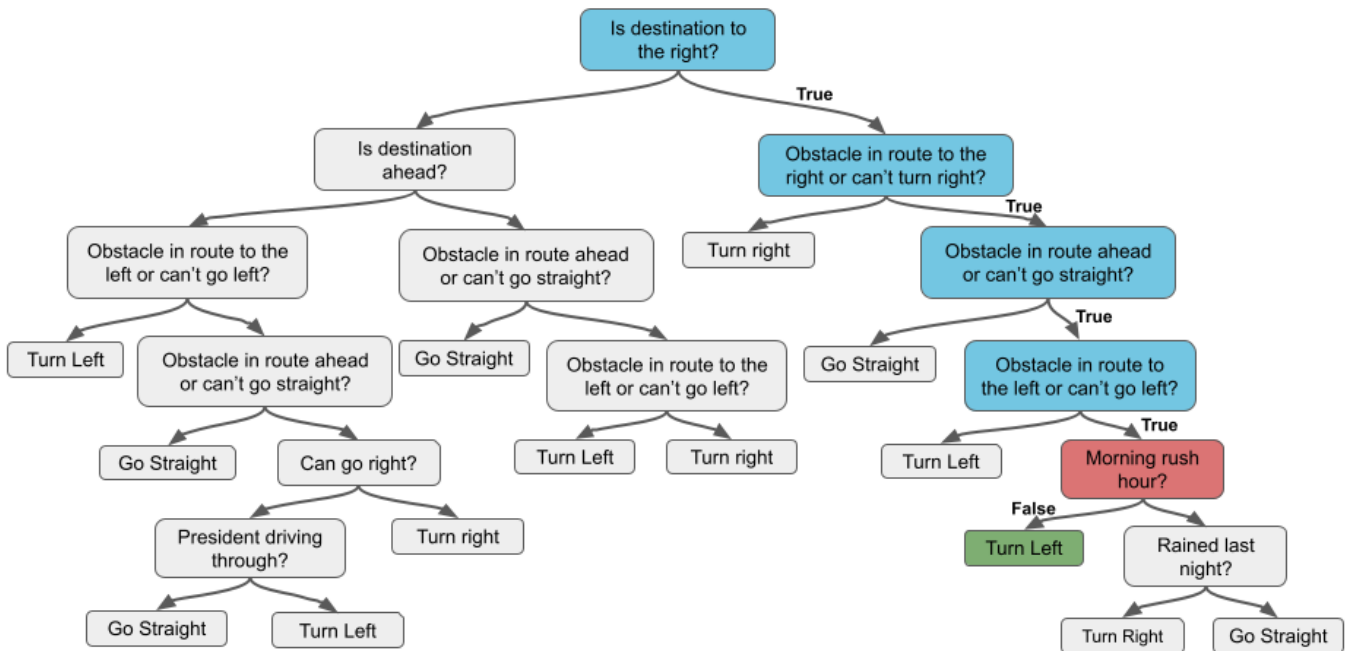 Is destination to
the right?
True
Is destination
ahead?
Obstacle in route to the
right or can't turn right?
True
Obstacle in route to the
left or can't go left?
Obstacle in route ahead
or can't go straight?
Turn right
Obstacle in route ahead
or can't go straight?
True
Turn Left
Obstacle in route ahead
or can't go straight?
Go Straight
Obstacle in route to the
left or can't go left?
Go Straight
Obstacle in route to
the left or can't go left?
True
Go Straight
Can go right?
Turn Left
Turn right
Turn Left
Morning rush
hour?
False
President driving
through?
Turn right
Turn Left
Rained last
night?
Go Straight
Turn Left
Turn Right
Go Straight